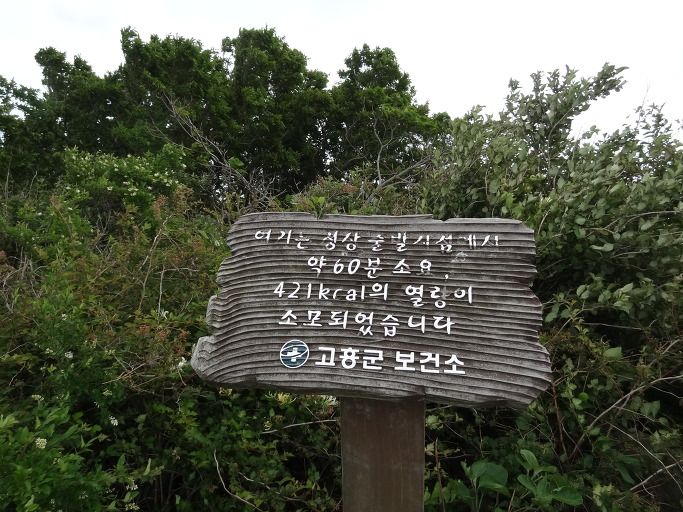 여기는 형상 출발지점에서
약60분 소요,
421kcal의 열량이
소모되었습니다
고흥군 보건소